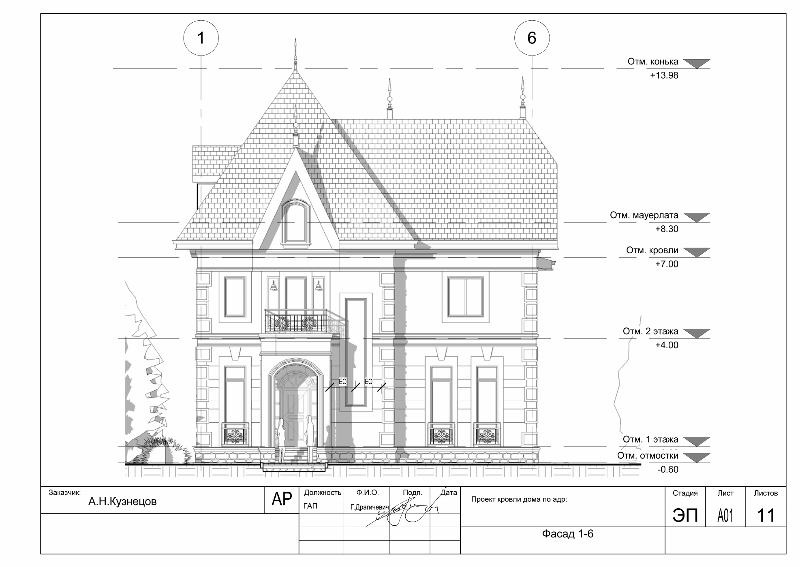 1
6
Отм. конька
+13.98
Отм. мауерлата
+8.30
Отм. кровли
+7.00
Отм. 2 этажа
+4.00
Отм. 1 этажа
Отм. отмостки
-0.60
Заказчик:
А.Н.Кузнецов
АР
Должность Ф.И.О. Подп. Дата
ГАП Г.Драгичевич
Проект кровли дома по адр:
Фасад 1-6
Стадия Лист Листов
ЭП А01 11